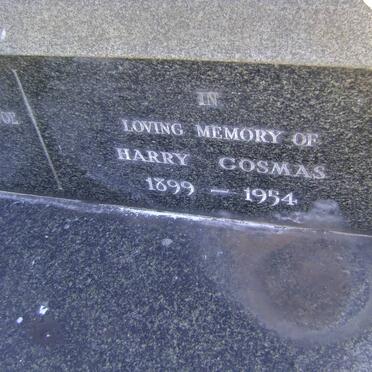 IN
LOVING MEMORY OF
HARRY COSMAS
1899 — 1954